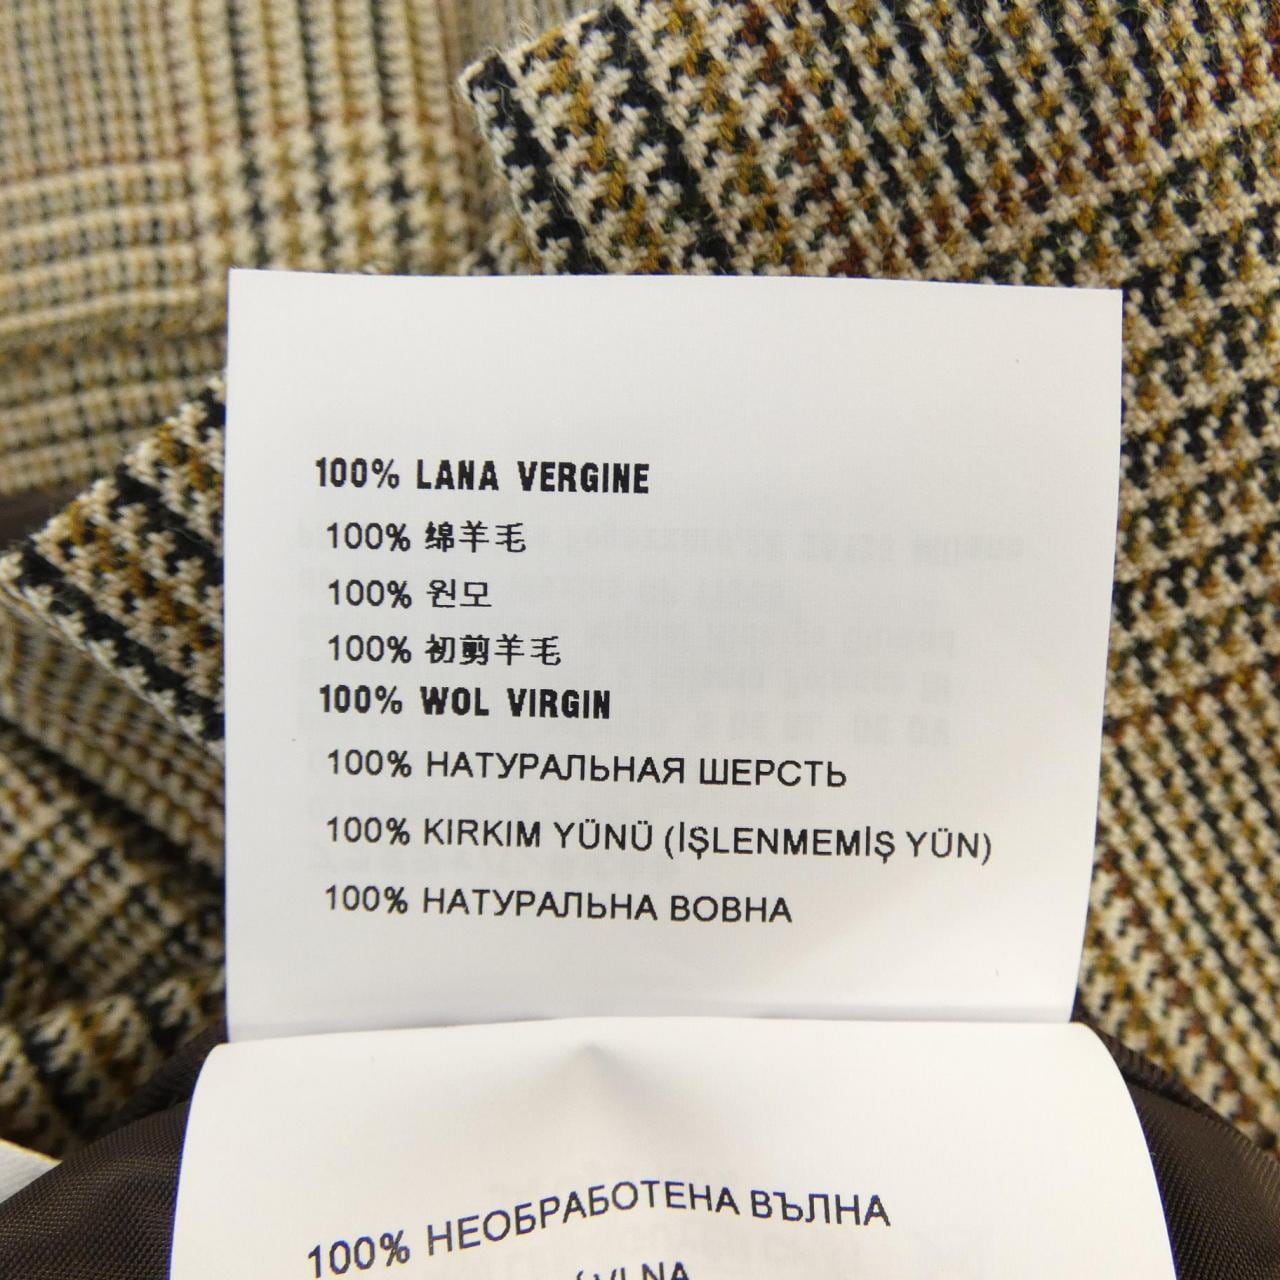 100% LANA VERGINE
100% 绵羊毛
100% 원모
100% 初剪羊毛
100% WOL VIRGIN
100% НАТУРАЛЬНАЯ ШЕРСТЬ
100% KIRKIM YÜNÜ (İŞLENMEMİŞ YÜN)
100% НАТУРАЛЬНА ВОВНА
100% НЕОБРАБОТЕНА ВЪЛНА